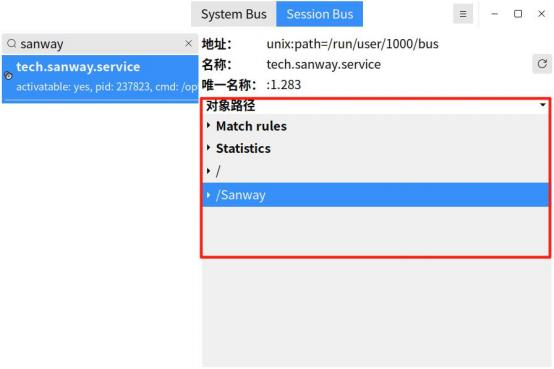 System Bus Session Bus
sanway
tech.sanway.service
activatable: yes, pid: 237823, cmd: /op
地址： unix:path=/run/user/1000/bus
名称： tech.sanway.service
唯一名称： :1.283
对象路径
Match rules
Statistics
/
/Sanway